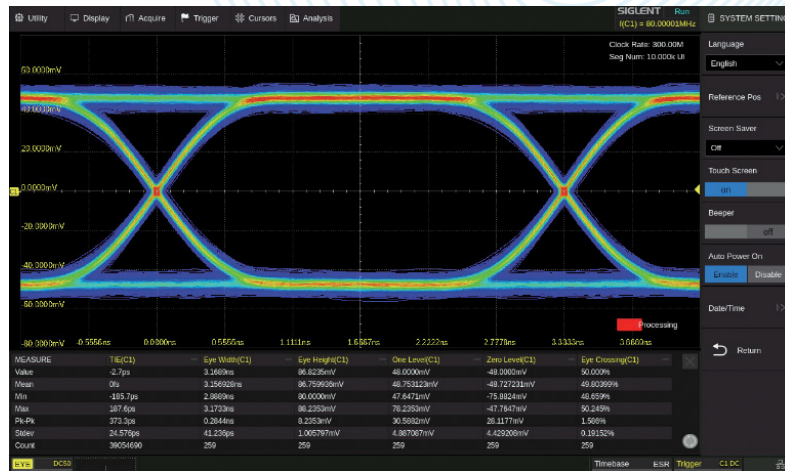 Utility Display Acquire Trigger Cursors Analysis SIGLENT Run
f(C1) = 80.00001MHz
SYSTEM SETTING
Clock Rate: 300.00M
Seg Num: 10.000k UI
Language
English
Reference Pos
Screen Saver
Off
Touch Screen
on
Beeper
off
Auto Power On
Enable Disable
Date/Time
Return
60.0000mV
40.0000mV
20.0000mV
C1 0.0000mV
-20.0000mV
-40.0000mV
-60.0000mV
-80.0000mV
Processing
-0.5556ns 0.0000ns 0.5556ns 1.1111ns 1.6667ns 2.2222ns 2.7778ns 3.3333ns
MEASURE TIE(C1) Eye Width(C1) Eye Height(C1) One Level(C1) Zero Level(C1) Eye Crossing(C1)
Value -2.7ps 3.1689ns 86.8235mV 48.0000mV -48.0000mV 50.000%
Mean 0fs 3.156928ns 86.759936mV 48.753123mV -48.727231mV 49.80399%
Min -185.7ps 2.8889ns 80.0000mV 47.6471mV -75.8824mV 48.659%
Max 187.6ps 3.1733ns 88.2353mV 78.2353mV -47.7647mV 50.245%
Pk-Pk 373.3ps 0.2844ns 8.2353mV 30.5882mV 28.1177mV 1.586%
Stdev 24.576ps 41.236ps 1.005797mV 4.887087mV 4.429208mV 0.19152%
Count 39054690 259 259 259 259 259
EYE DC50 Timebase ESR Trigger C1 DC